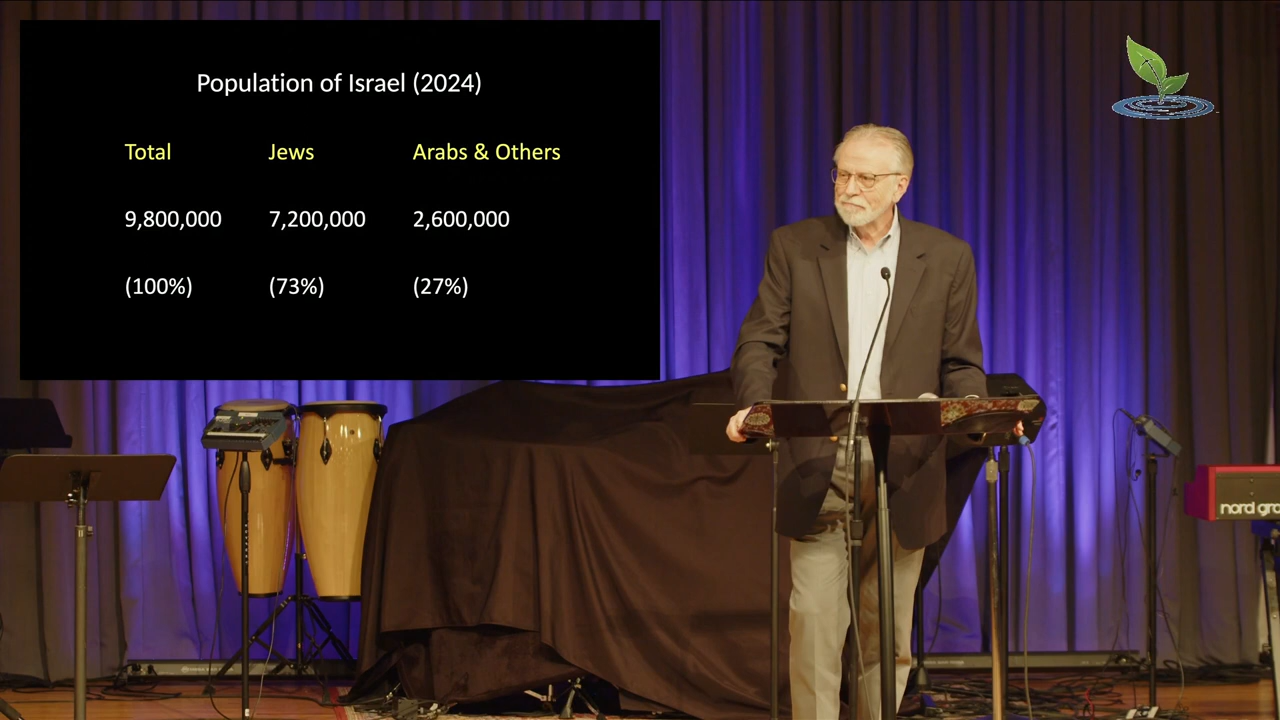 Population of Israel (2024)
Total Jews Arabs & Others
9,800,000 7,200,000 2,600,000
(100%) (73%) (27%)
nord gro